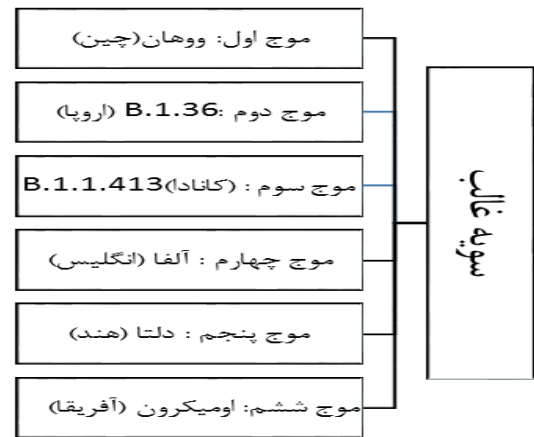 سویه غالب
موج اول: ووهان(چین)
موج دوم :B.1.36 (اروپا)
موج سوم : (کانادا)B.1.1.413
موج چهارم : آلفا (انگلیس)
موج پنجم : دلتا (هند)
موج ششم: اومیکرون (آفریقا)